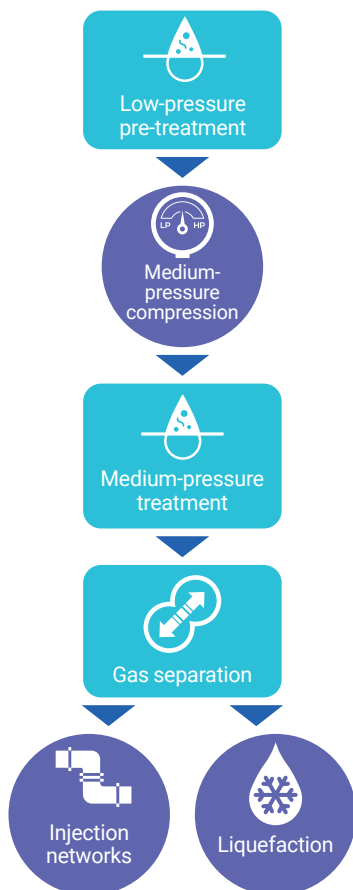 Low-pressure
pre-treatment
LP HP
Medium-
pressure
compression
Medium-pressure
treatment
Gas separation
Injection
networks
Liquefaction